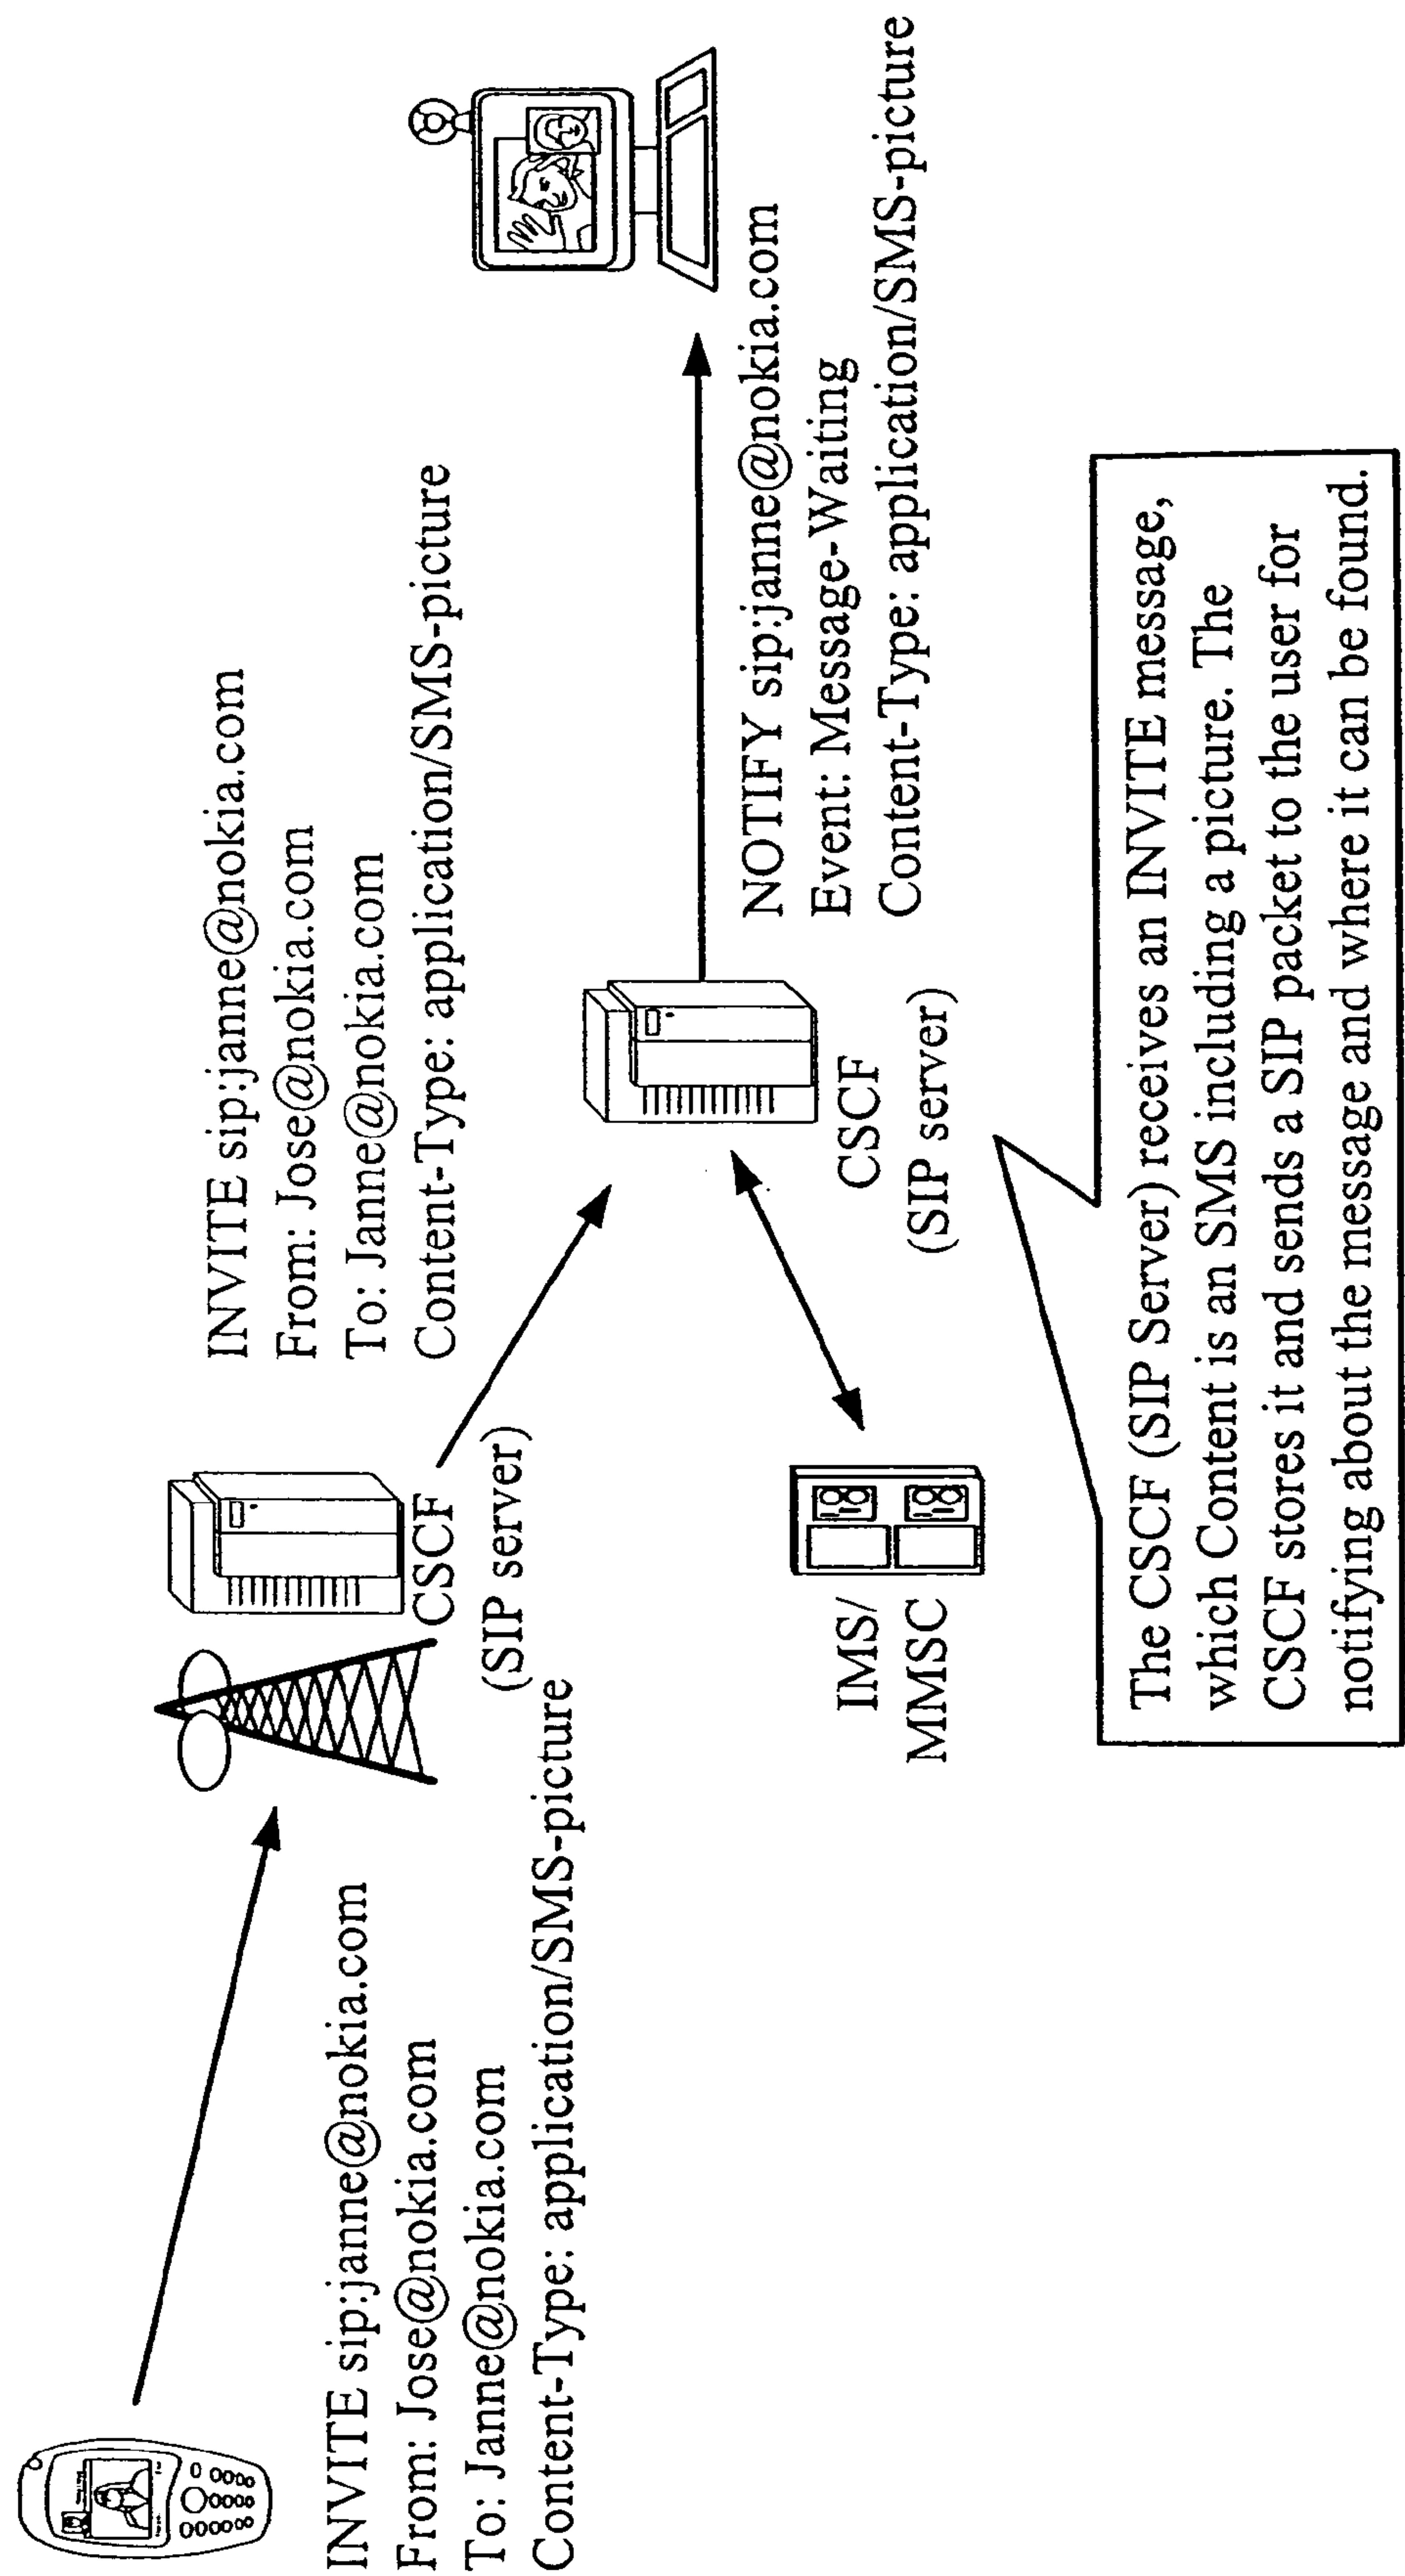 INVITE sip:janne@nokia.com
From: Jose@nokia.com
To: Janne@nokia.com
Content-Type: application/SMS-picture
CSCF
(SIP server)
INVITE sip:janne@nokia.com
From: Jose@nokia.com
To: Janne@nokia.com
Content-Type: application/SMS-picture
IMS/
MMSC
CSCF
(SIP server)
NOTIFY sip:janne@nokia.com
Event: Message-Waiting
Content-Type: application/SMS-picture
The CSCF (SIP Server) receives an INVITE message,
which Content is an SMS including a picture. The
CSCF stores it and sends a SIP packet to the user for
notifying about the message and where it can be found.